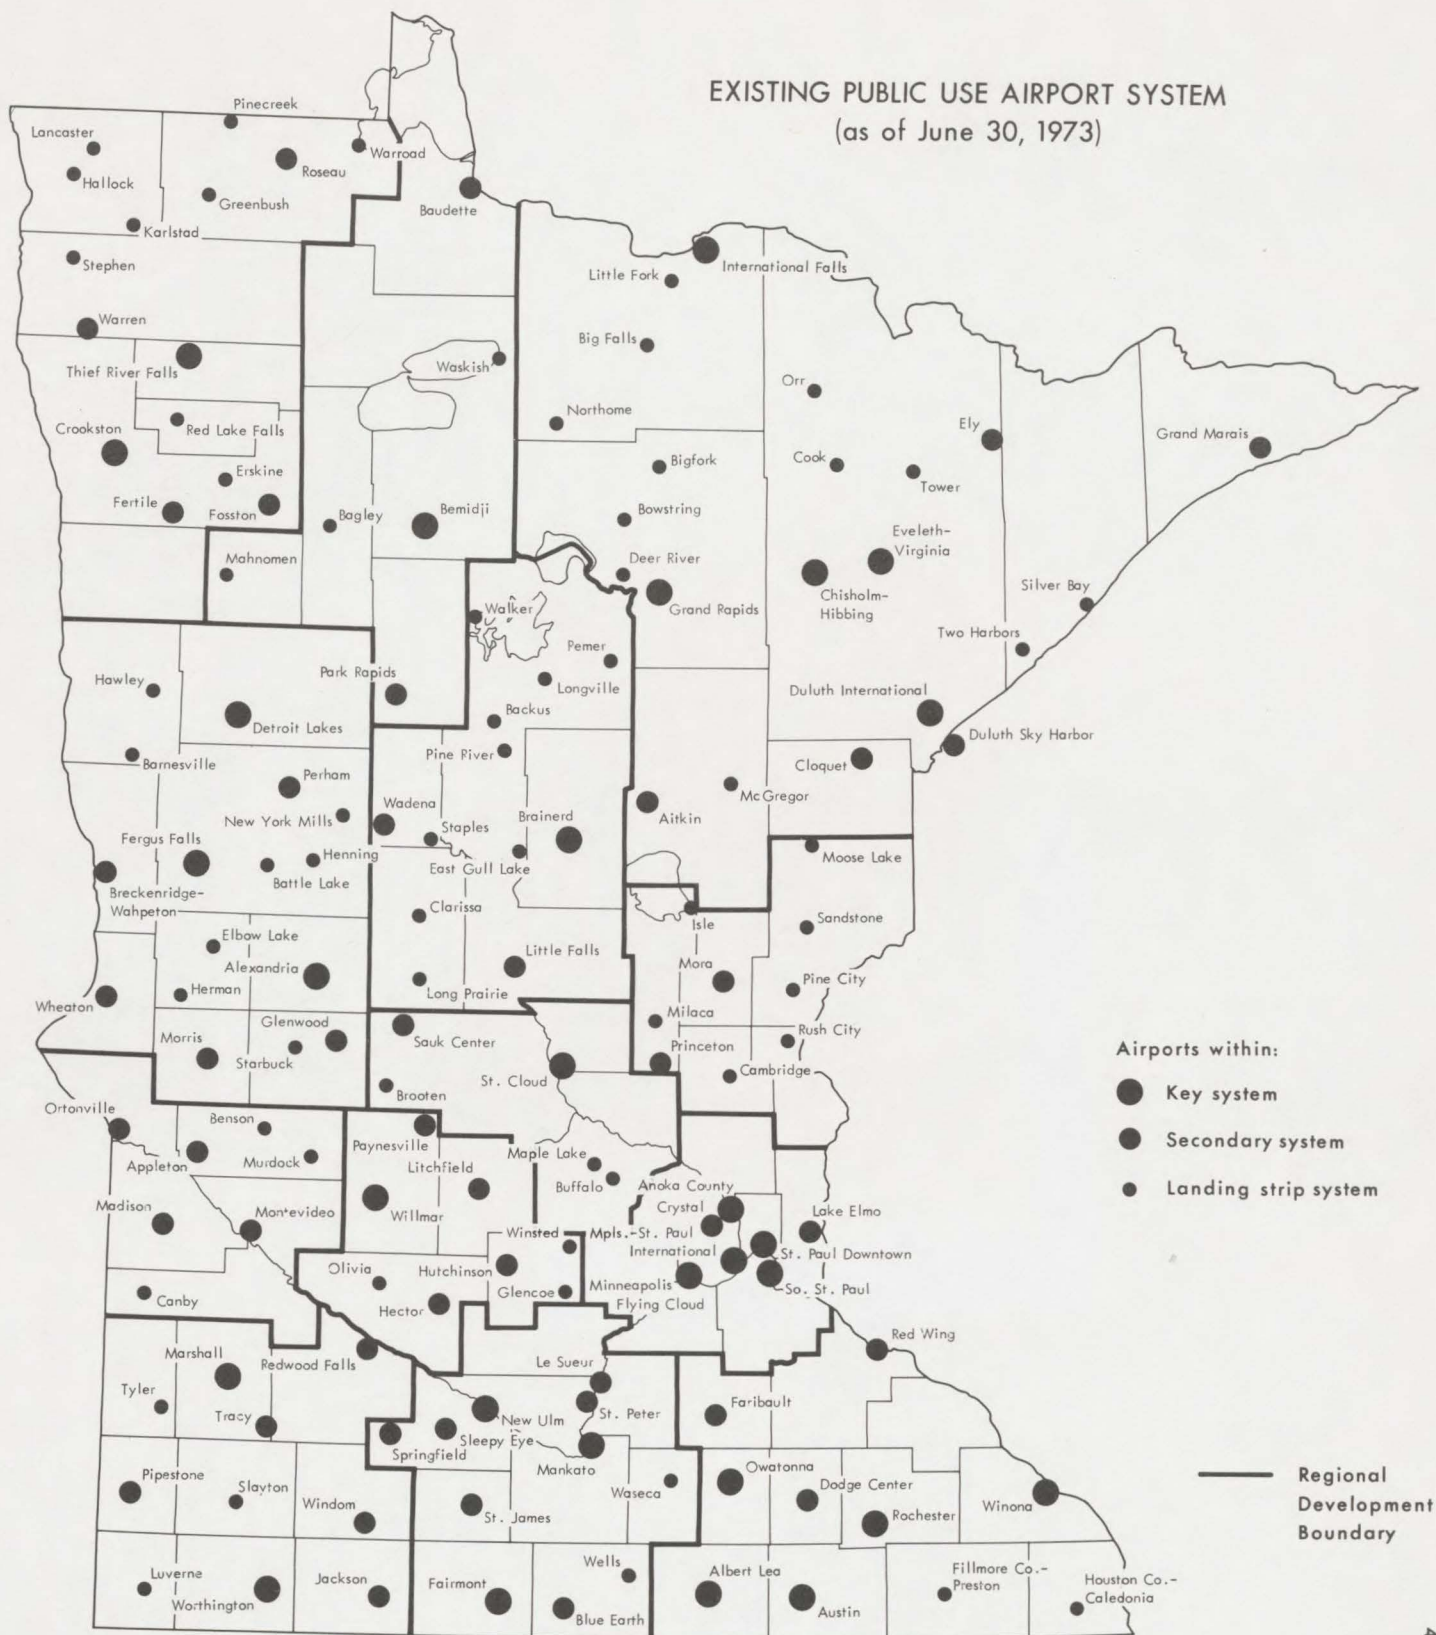 EXISTING PUBLIC USE AIRPORT SYSTEM
(as of June 30, 1973)
Pinecreek
Lancaster
Warroad
Roseau
Hallock
Greenbush
Baudette
Karlstad
Stephen
International Falls
Little Fork
Warren
Big Falls
Thief River Falls
Waskish
Orr
Northome
Red Lake Falls
Crookston
Ely
Grand Marais
Cook
Bigfork
Erskine
Tower
Fertile
Fosston
Bagley
Bemidji
Bowstring
Eveleth-
Virginia
Mahnomen
Deer River
Silver Bay
Chisholm-
Hibbing
Grand Rapids
Walker
Two Harbors
Pemer
Park Rapids
Hawley
Longville
Duluth International
Backus
Detroit Lakes
Duluth Sky Harbor
Pine River
Barnesville
Cloquet
Perham
McGregor
Wadena
New York Mills
Staples
Brainerd
Aitkin
Fergus Falls
Henning
Moose Lake
East Gull Lake
Battle Lake
Breckenridge-
Wahpeton
Clarissa
Sandstone
Isle
Elbow Lake
Little Falls
Alexandria
Mora
Pine City
Herman
Long Prairie
Wheaton
Milaca
Glenwood
Rush City
Morris
Sauk Center
Princeton
Starbuck
Cambridge
St. Cloud
Brooten
Airports within:
Key system
Secondary system
Landing strip system
Ortonville
Benson
Paynesville
Maple Lake
Murdock
Appleton
Litchfield
Buffalo
Anoka County
Madison
Crystal
Lake Elmo
Montevideo
Willmar
Winsted
Mpls.-St. Paul
International
St. Paul Downtown
Olivia
Hutchinson
Minneapolis
Flying Cloud
So. St. Paul
Glencoe
Canby
Hector
Red Wing
Marshall
Redwood Falls
Le Sueur
Tyler
Faribault
St. Peter
Tracy
New Ulm
Sleepy Eye
Springfield
Mankato
Owatonna
Pipestone
Dodge Center
Slayton
Waseca
Windom
Winona
St. James
Rochester
Regional
Development
Boundary
Wells
Luverne
Albert Lea
Fillmore Co.-
Preston
Jackson
Fairmont
Houston Co.-
Caledonia
Worthington
Blue Earth
Austin